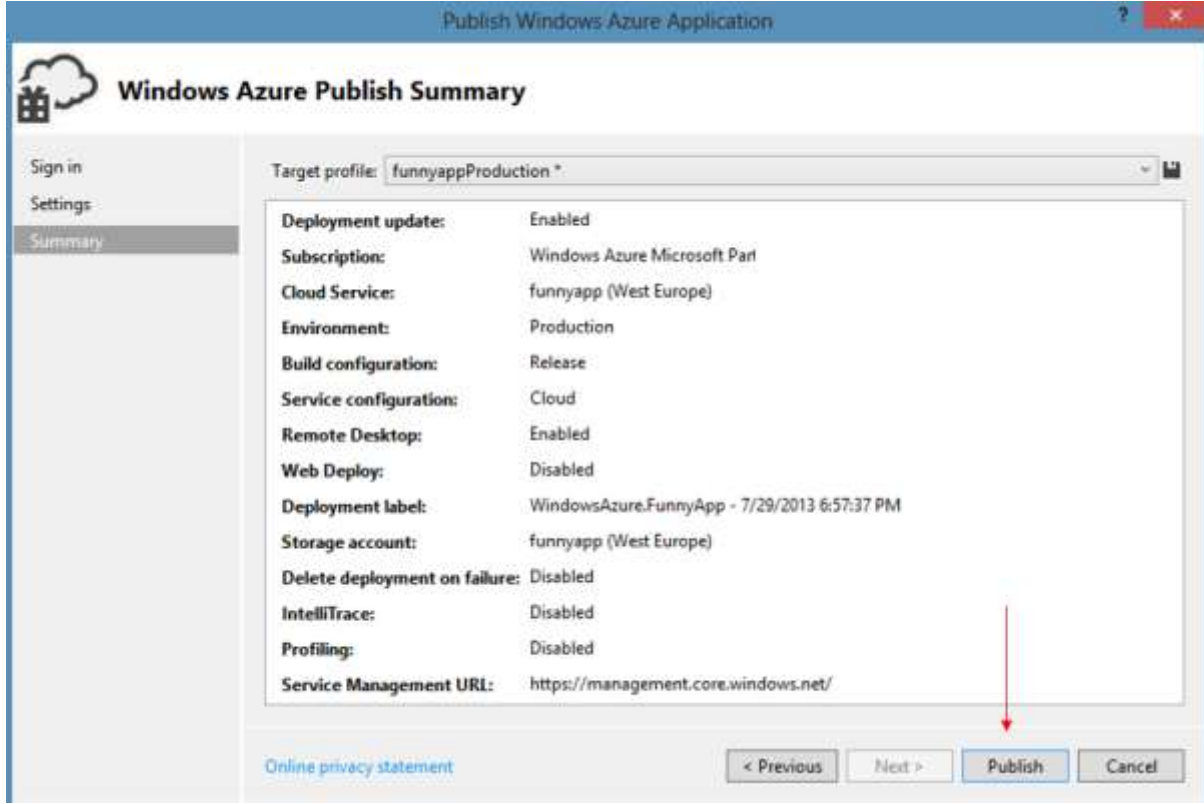 Publish Windows Azure Application
?
Windows Azure Publish Summary
Sign in
Settings
Summary
Target profile: funnyappProduction *
Deployment update: Enabled
Subscription: Windows Azure Microsoft Part
Cloud Service: funnyapp (West Europe)
Environment: Production
Build configuration: Release
Service configuration: Cloud
Remote Desktop: Enabled
Web Deploy: Disabled
Deployment label: WindowsAzure.FunnyApp - 7/29/2013 6:57:37 PM
Storage account: funnyapp (West Europe)
Delete deployment on failure: Disabled
IntelliTrace: Disabled
Profiling: Disabled
Service Management URL: https://management.core.windows.net/
Online privacy statement
< Previous
Next >
Publish
Cancel